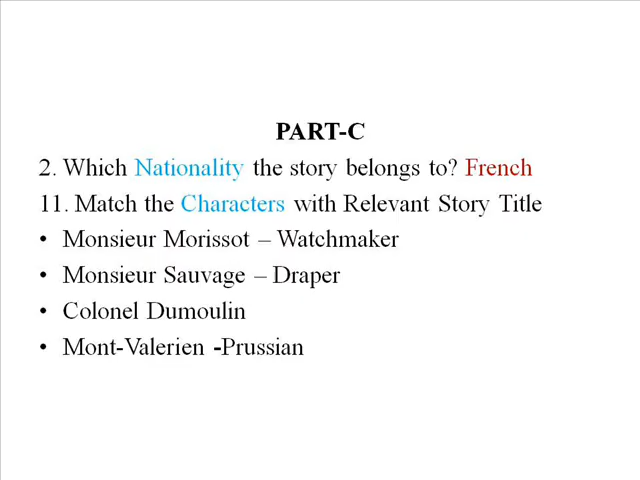 PART-C
2. Which Nationality the story belongs to? French
11. Match the Characters with Relevant Story Title
• Monsieur Morissot – Watchmaker
• Monsieur Sauvage – Draper
• Colonel Dumoulin
• Mont-Valerien -Prussian